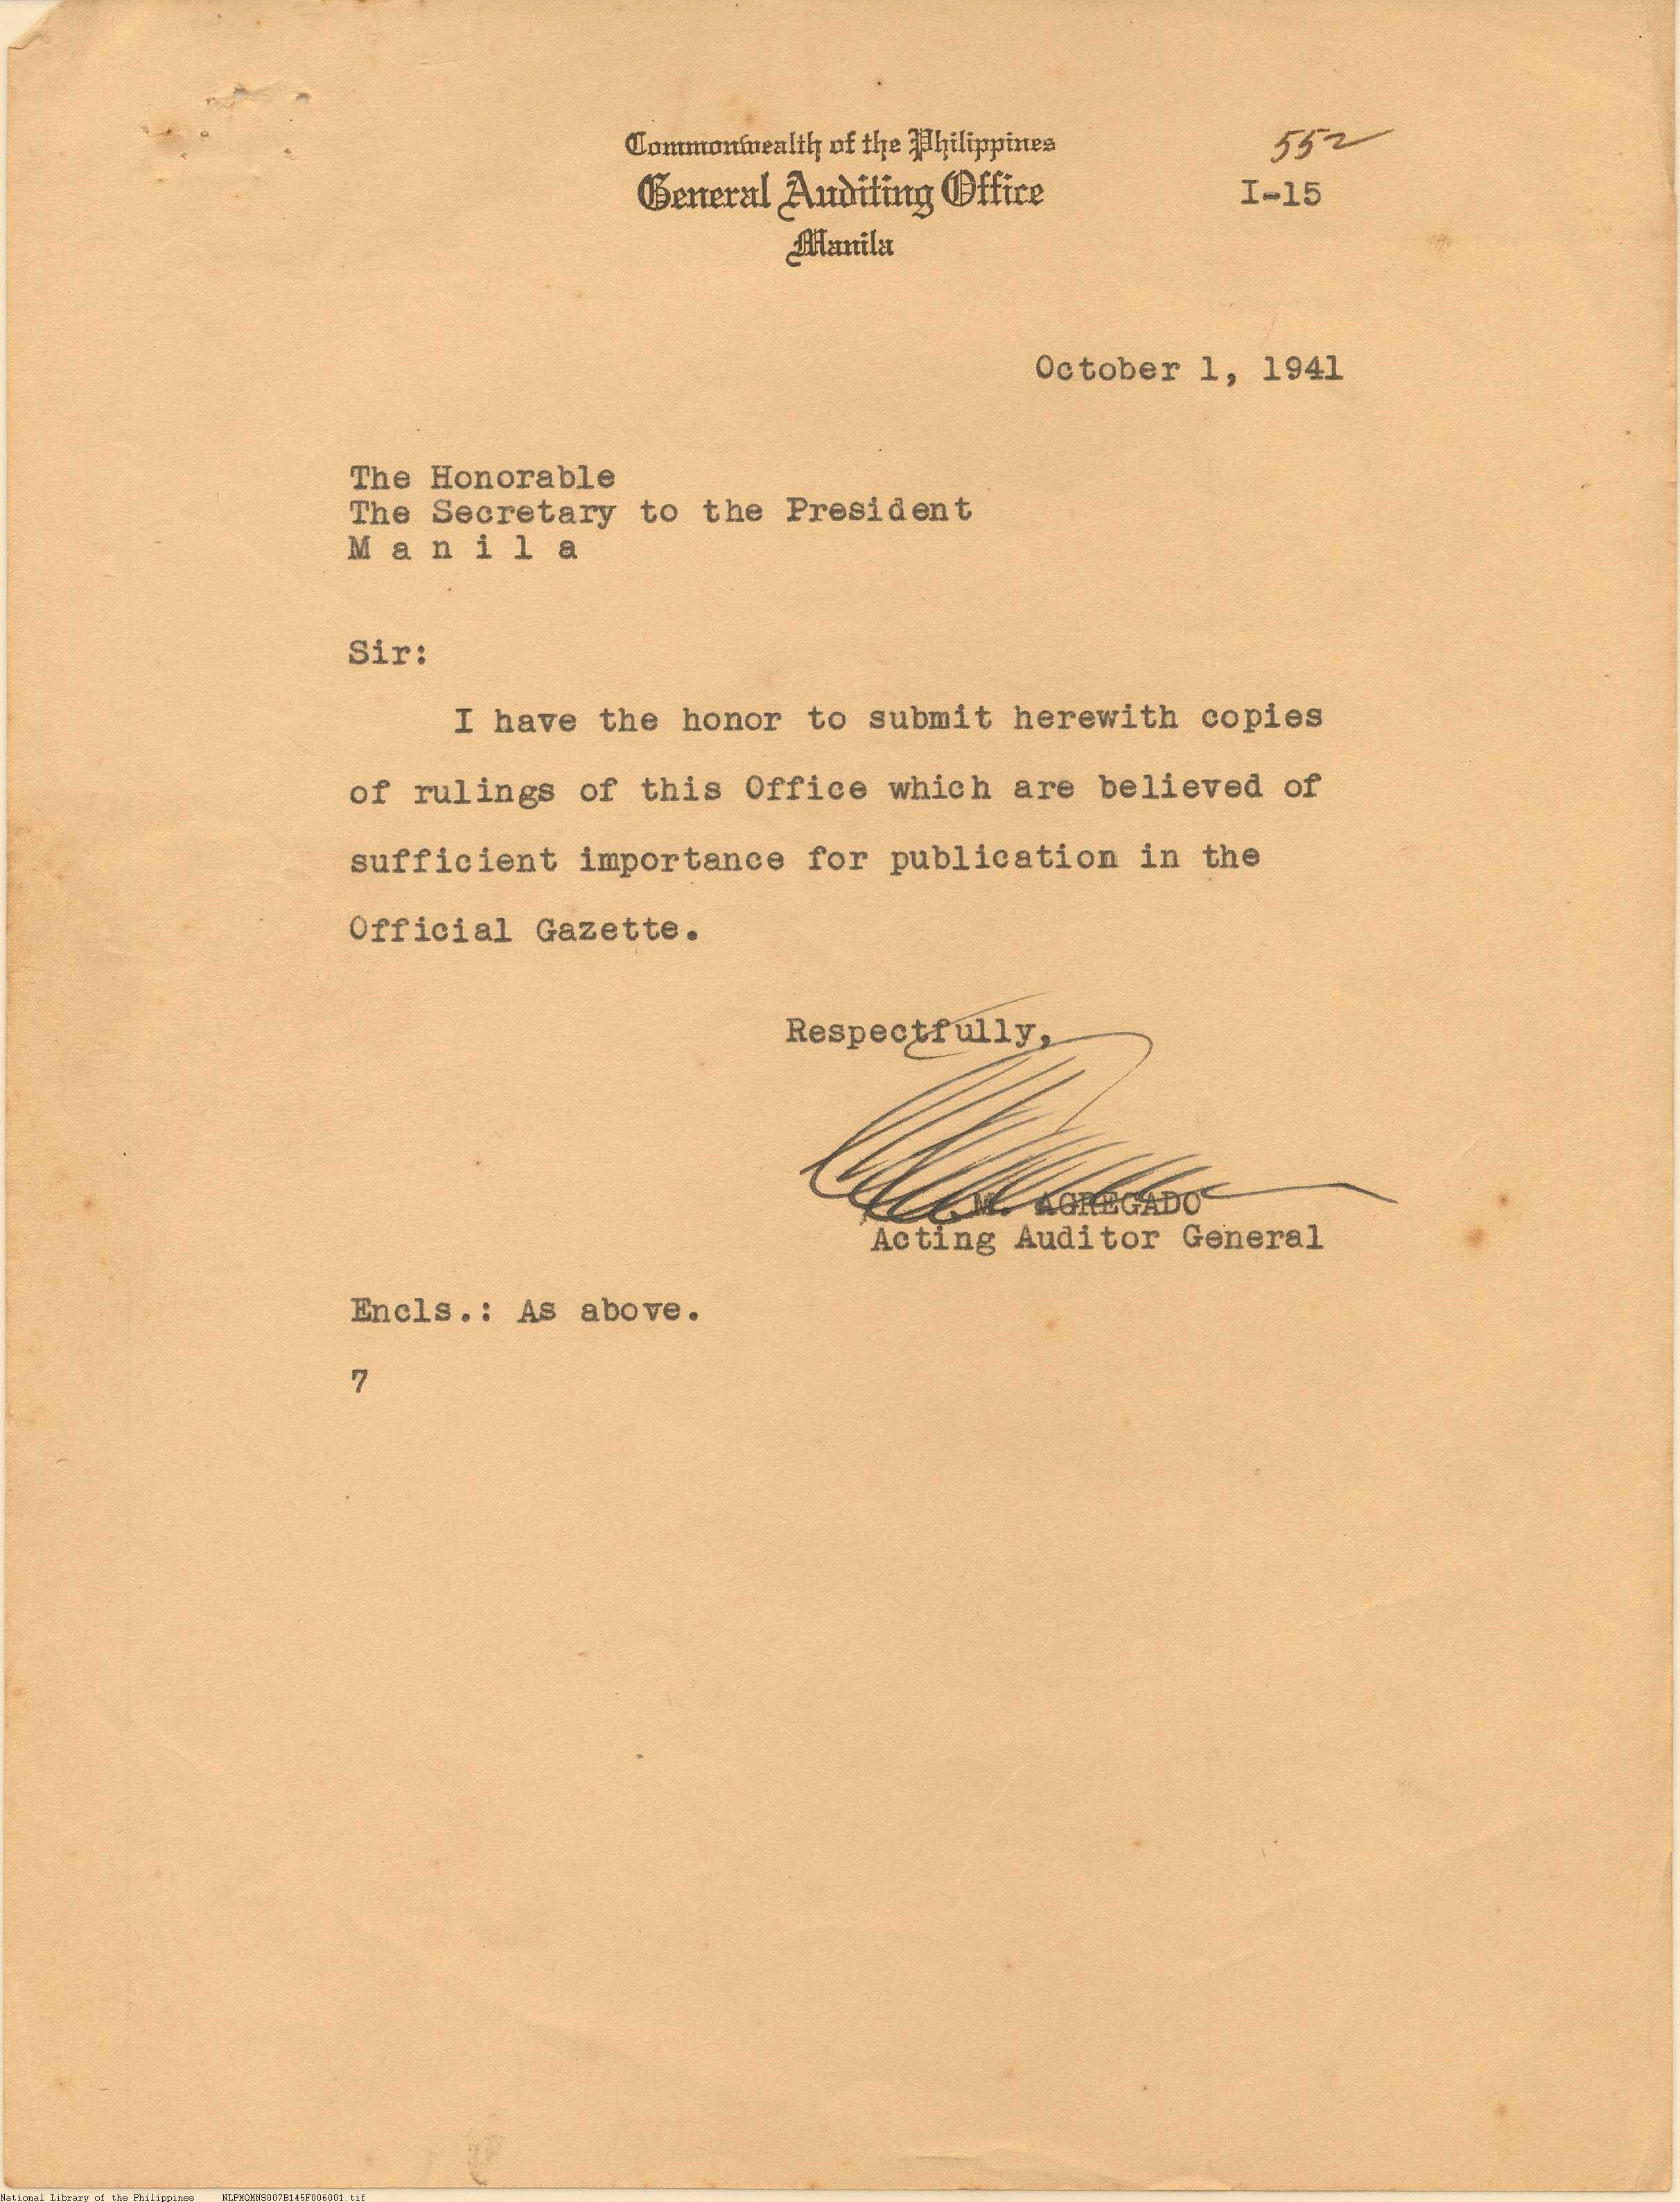 Commonwealth of the Philippines
General Auditing Office
Manila
552
I-15
October 1, 1941
The Honorable
The Secretary to the President
M a n i l a
Sir:
I have the honor to submit herewith copies
of rulings of this Office which are believed of
sufficient importance for publication in the
Official Gazette.
Respectfully,
M. AGREGADO
Acting Auditor General
Encls.: As above.
7
National Library of the Philippines NLPMQMNS007B145F006001.tif